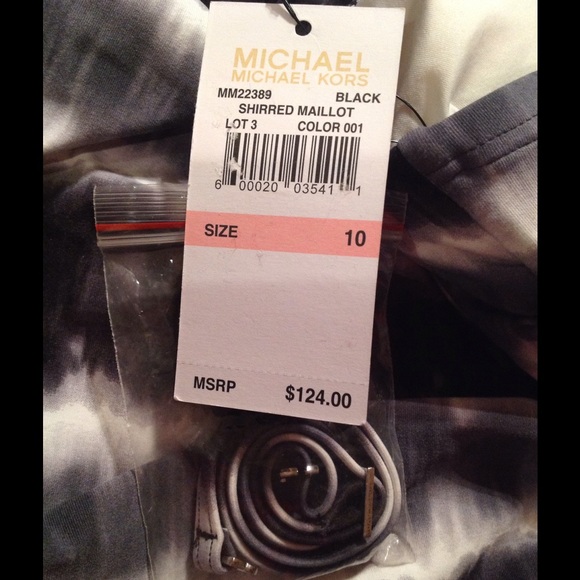 MICHAEL
MICHAEL KORS
MM22389 BLACK
SHIRRED MAILLOT
LOT 3 COLOR 001
6 00020 03541 1
SIZE 10
MSRP $124.00